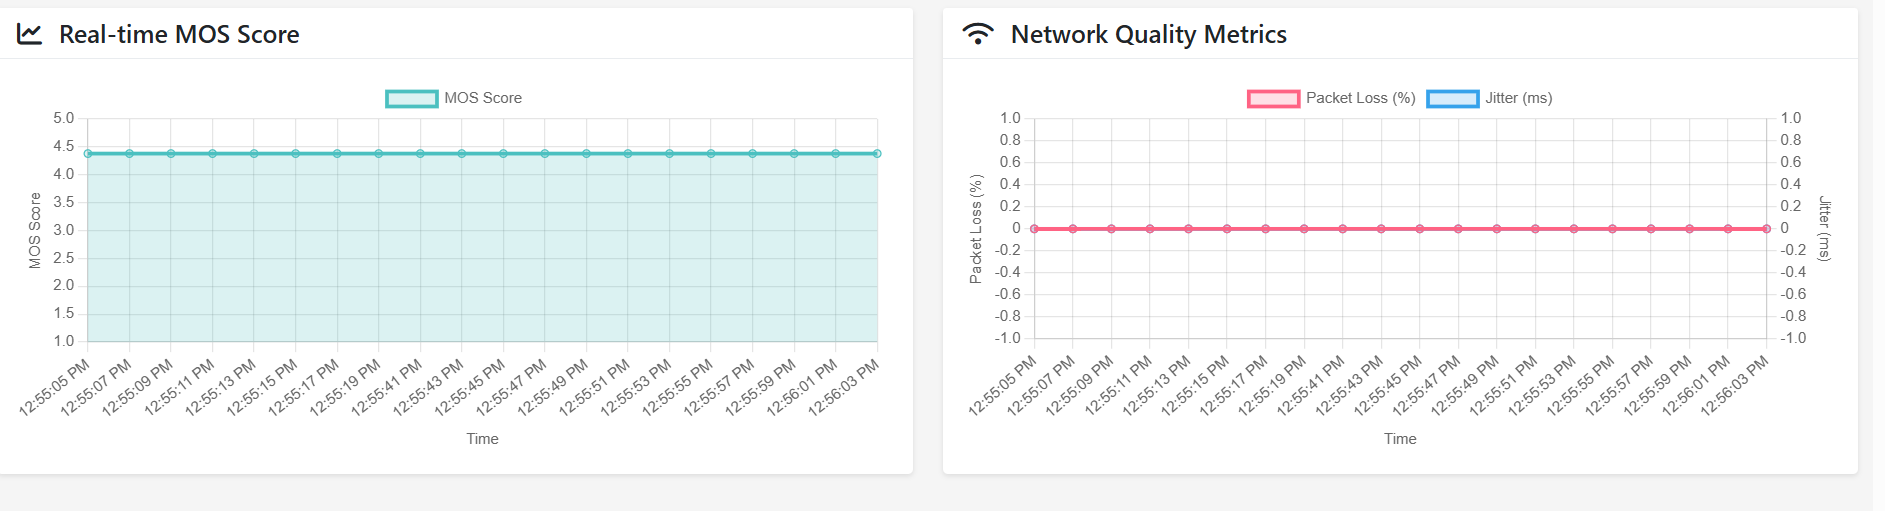 Real-time MOS Score
MOS Score
5.0
4.5
4.0
3.5
3.0
2.5
2.0
1.5
1.0
MOS Score
12:55:05 PM
12:55:07 PM
12:55:09 PM
12:55:11 PM
12:55:13 PM
12:55:15 PM
12:55:17 PM
12:55:19 PM
12:55:41 PM
12:55:43 PM
12:55:45 PM
12:55:47 PM
12:55:49 PM
12:55:51 PM
12:55:53 PM
12:55:55 PM
12:55:57 PM
12:55:59 PM
12:56:01 PM
12:56:03 PM
Time
Network Quality Metrics
Packet Loss (%) Jitter (ms)
1.0
0.8
0.6
0.4
0.2
0
-0.2
-0.4
-0.6
-0.8
-1.0
Packet Loss (%)
1.0
0.8
0.6
0.4
0.2
0
-0.2
-0.4
-0.6
-0.8
-1.0
Jitter (ms)
12:55:05 PM
12:55:07 PM
12:55:09 PM
12:55:11 PM
12:55:13 PM
12:55:15 PM
12:55:17 PM
12:55:19 PM
12:55:41 PM
12:55:43 PM
12:55:45 PM
12:55:47 PM
12:55:49 PM
12:55:51 PM
12:55:53 PM
12:55:55 PM
12:55:57 PM
12:55:59 PM
12:56:01 PM
12:56:03 PM
Time